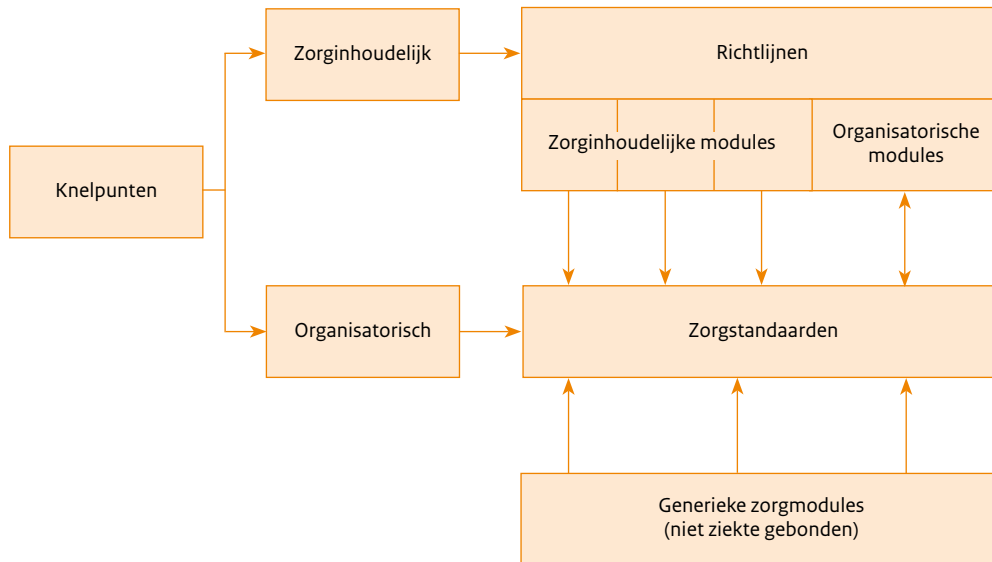 Zorginhoudelijk
Richtlijnen
Zorginhoudelijke modules
Organisatorische
modules
Knelpunten
Organisatorisch
Zorgstandaarden
Generieke zorgmodules
(niet ziekte gebonden)